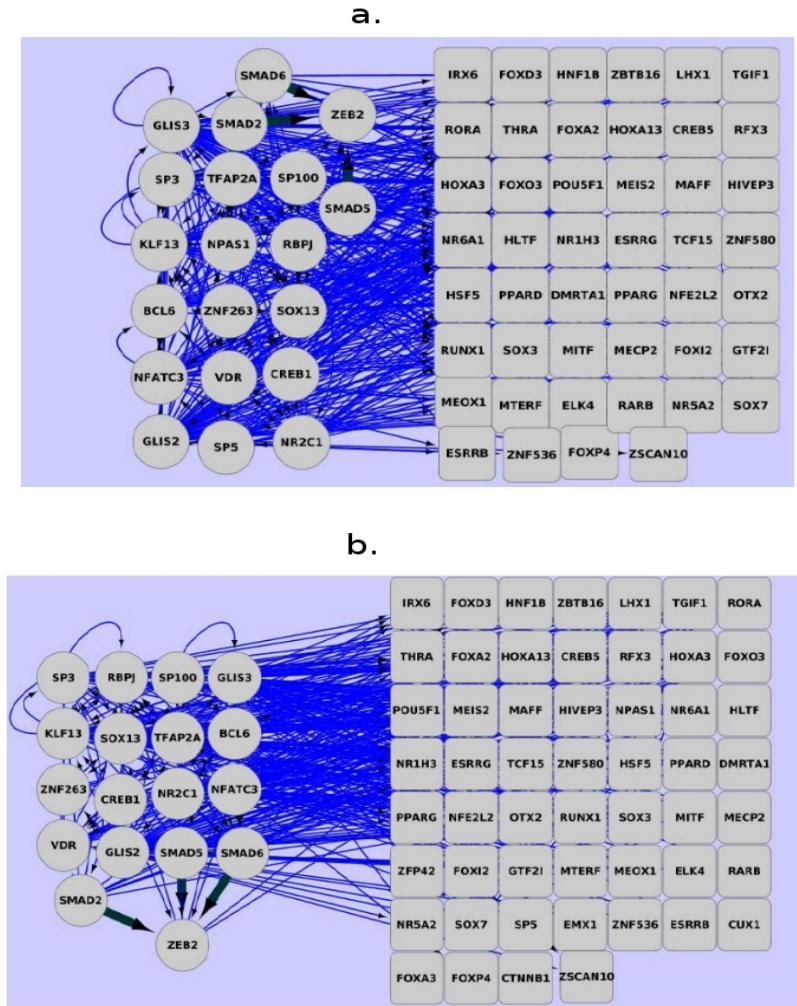 a.
SMAD6
GLIS3 SMAD2 ZEB2
SP3 TFAP2A SP100
SMAD5
KLF13 NPAS1 RBPJ
BCL6 ZNF263 SOX13
NFATC3 VDR CREB1
GLIS2 SP5 NR2C1
IRX6 FOXD3 HNF1B ZBTB16 LHX1 TGIF1
RORA THRA FOXA2 HOXA13 CREB5 RFX3
HOXA3 FOXO3 POU5F1 MEIS2 MAFF HIVEP3
NR6A1 HLTF NR1H3 ESRRG TCF15 ZNF580
HSF5 PPARD DMRTA1 PPARG NFE2L2 OTX2
RUNX1 SOX3 MITF MECP2 FOXI2 GTF2I
MEOX1 MTERF ELK4 RARB NR5A2 SOX7
ESRRB ZNF536 FOXP4 ZSCAN10
b.
SP3 RBPJ SP100 GLIS3
KLF13 SOX13 TFAP2A BCL6
ZNF263 CREB1 NR2C1 NFATC3
VDR GLIS2 SMAD5 SMAD6
SMAD2
ZEB2
IRX6 FOXD3 HNF1B ZBTB16 LHX1 TGIF1 RORA
THRA FOXA2 HOXA13 CREB5 RFX3 HOXA3 FOXO3
POU5F1 MEIS2 MAFF HIVEP3 NPAS1 NR6A1 HLTF
NR1H3 ESRRG TCF15 ZNF580 HSF5 PPARD DMRTA1
PPARG NFE2L2 OTX2 RUNX1 SOX3 MITF MECP2
ZFP42 FOXI2 GTF2I MTERF MEOX1 ELK4 RARB
NR5A2 SOX7 SP5 EMX1 ZNF536 ESRRB CUX1
FOXA3 FOXP4 CTNNB1 ZSCAN10